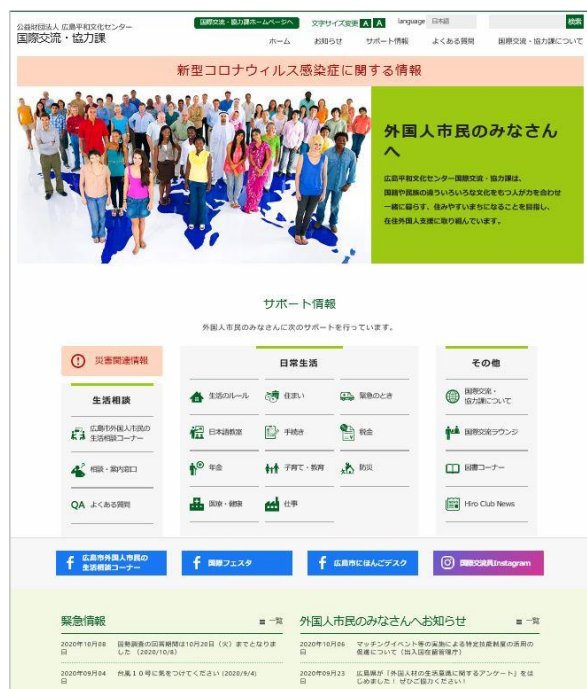 公益財団法人 広島平和文化センター
国際交流・協力課
国際交流・協力課ホームページへ
文字サイズ変更 A A
language 日本語
検索
ホーム お知らせ サポート情報 よくある質問 国際交流・協力課について
新型コロナウィルス感染症に関する情報
外国人市民のみなさん
へ
広島平和文化センター国際交流・協力課は、
国籍や民族の違ういろいろな文化をもつ人が力を合わせ
一緒に暮らす、住みやすいまちになることを目指し、
在住外国人支援に取り組んでいます。
サポート情報
外国人市民のみなさんに次のサポートを行っています。
災害関連情報
生活相談
広島市外国人市民の
生活相談コーナー
相談・案内窓口
QA よくある質問
日常生活
生活のルール 住まい 緊急のとき
日本語教室 手続き 税金
年金 子育て・教育 防災
医療・健康 仕事
その他
国際交流・
協力課について
国際交流ラウンジ
図書コーナー
Hiro Club News
広島市外国人市民の
生活相談コーナー
国際フェスタ
広島市にほんごデスク
国際交流員Instagram
緊急情報 一覧
2020年10月08
日
国勢調査の回答期間は10月20日（火）までとなりま
した（2020/10/8）
2020年09月04
日
台風１０号に気をつけてください (2020/9/4)
外国人市民のみなさんへお知らせ 一覧
2020年10月06
日
マッチングイベント等の実施による特定技能制度の活用の
促進について（出入国在留管理庁）
2020年09月23
日
広島県が「外国人材の生活意識に関するアンケート」をは
じめました！ ぜひご協力ください！